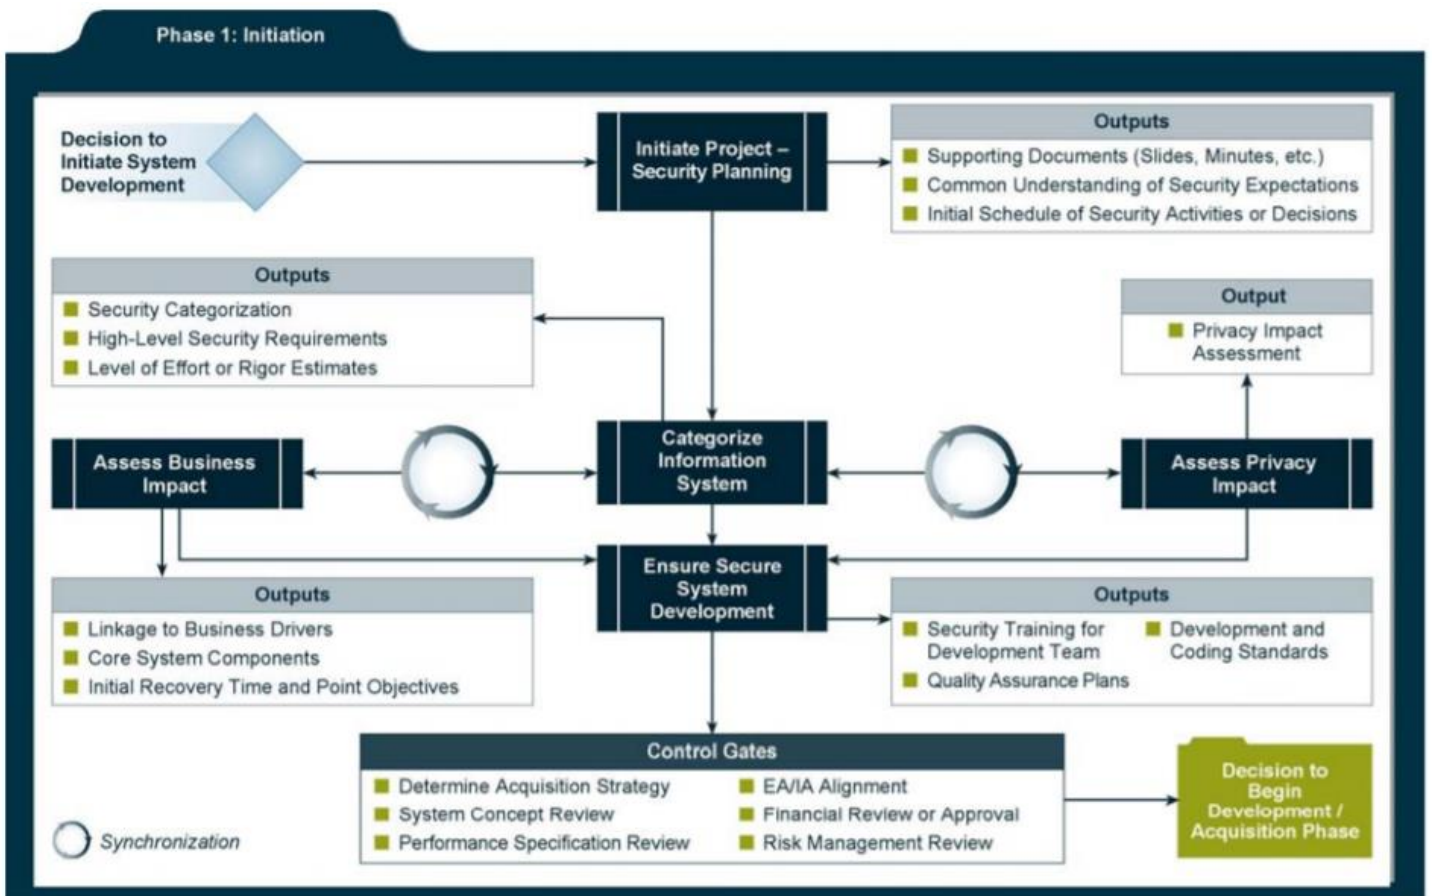 Phase 1: Initiation
Decision to
Initiate System
Development
Initiate Project –
Security Planning
Outputs
Supporting Documents (Slides, Minutes, etc.)
Common Understanding of Security Expectations
Initial Schedule of Security Activities or Decisions
Outputs
Security Categorization
High-Level Security Requirements
Level of Effort or Rigor Estimates
Output
Privacy Impact
Assessment
Assess Business
Impact
Categorize
Information
System
Assess Privacy
Impact
Ensure Secure
System
Development
Outputs
Linkage to Business Drivers
Core System Components
Initial Recovery Time and Point Objectives
Outputs
Security Training for
Development Team
Quality Assurance Plans
Development and
Coding Standards
Control Gates
Determine Acquisition Strategy
System Concept Review
Performance Specification Review
EA/IA Alignment
Financial Review or Approval
Risk Management Review
Decision to
Begin
Development /
Acquisition Phase
Synchronization